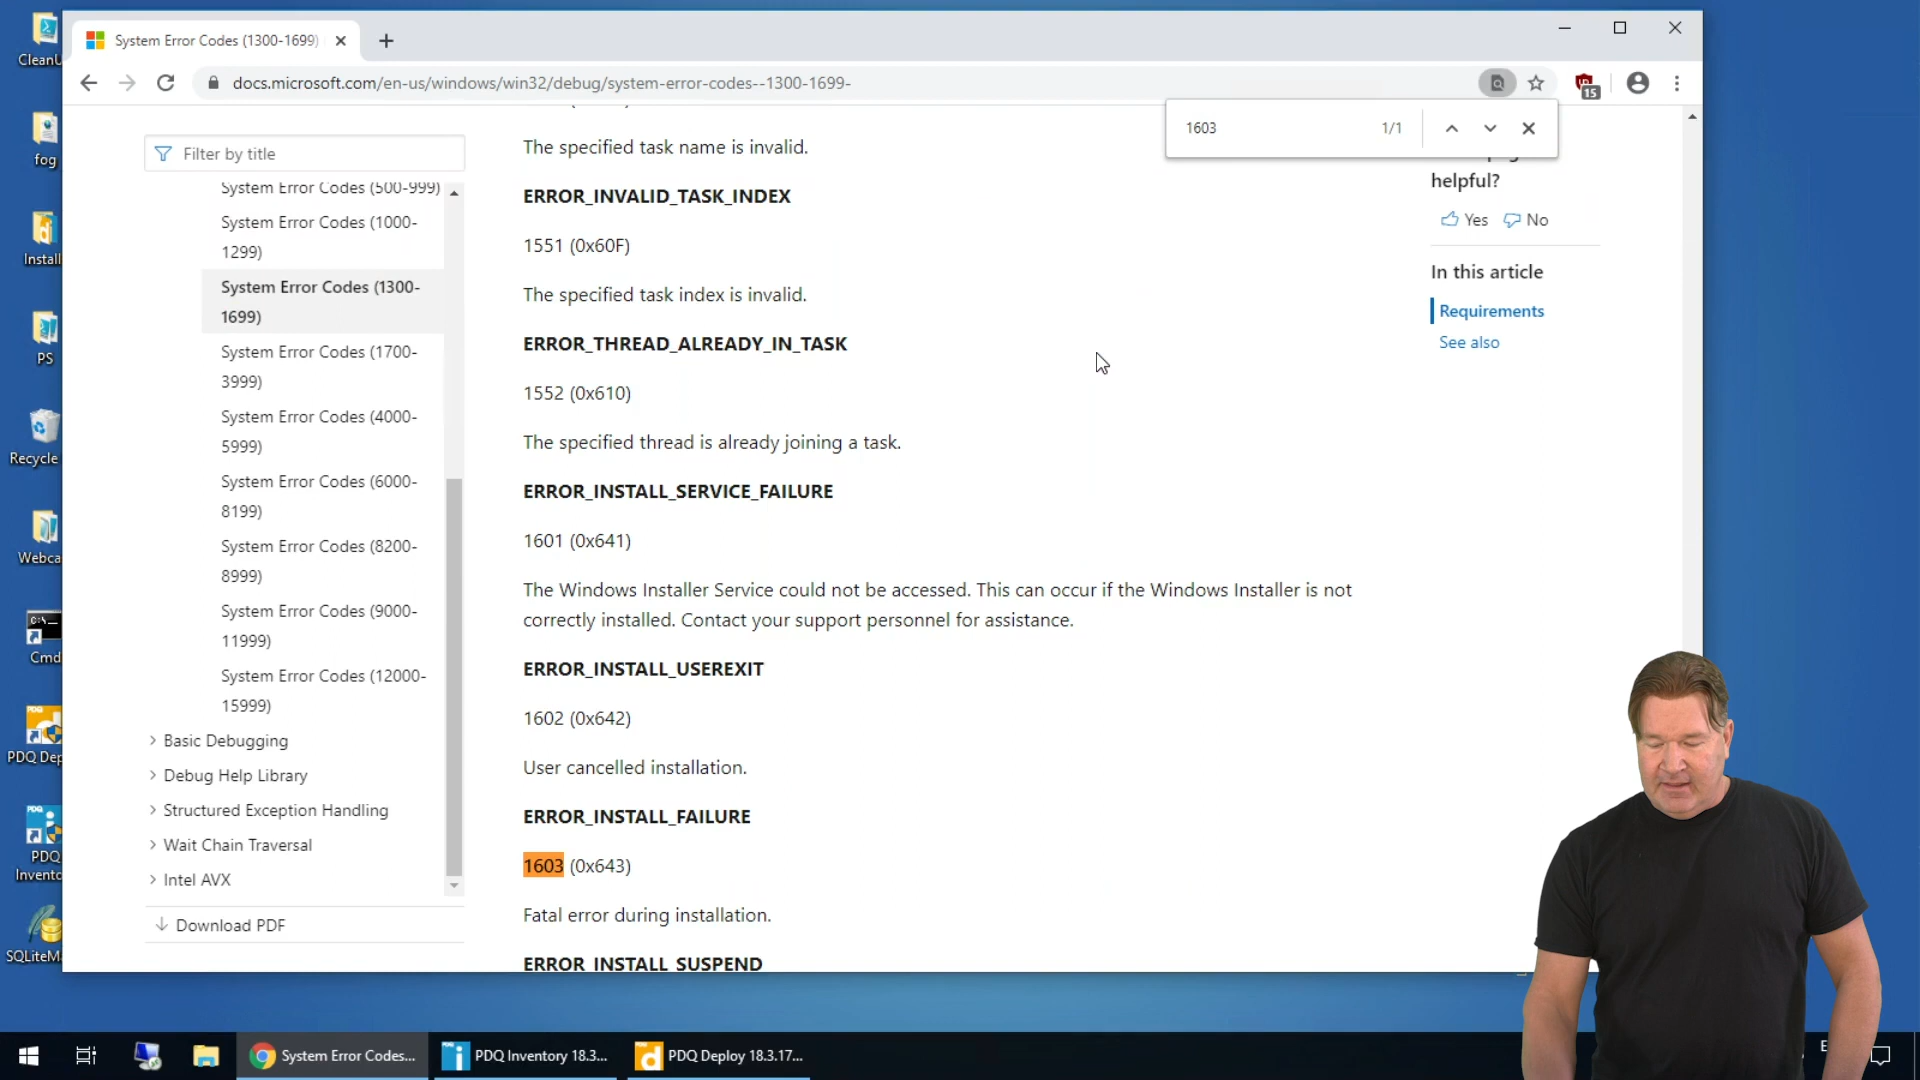 CleanU
fog
Install
PS
Recycle
Webca
Cmd
PDQ Dep
PDQ
Invento
SQLiteM
System Error Codes (1300-1699)
docs.microsoft.com/en-us/windows/win32/debug/system-error-codes--1300-1699-
15
1603
1/1
Filter by title
System Error Codes (500-999)
System Error Codes (1000-
1299)
System Error Codes (1300-
1699)
System Error Codes (1700-
3999)
System Error Codes (4000-
5999)
System Error Codes (6000-
8199)
System Error Codes (8200-
8999)
System Error Codes (9000-
11999)
System Error Codes (12000-
15999)
Basic Debugging
Debug Help Library
Structured Exception Handling
Wait Chain Traversal
Intel AVX
Download PDF
The specified task name is invalid.
ERROR_INVALID_TASK_INDEX
1551 (0x60F)
The specified task index is invalid.
ERROR_THREAD_ALREADY_IN_TASK
1552 (0x610)
The specified thread is already joining a task.
ERROR_INSTALL_SERVICE_FAILURE
1601 (0x641)
The Windows Installer Service could not be accessed. This can occur if the Windows Installer is not
correctly installed. Contact your support personnel for assistance.
ERROR_INSTALL_USEREXIT
1602 (0x642)
User cancelled installation.
ERROR_INSTALL_FAILURE
1603 (0x643)
Fatal error during installation.
ERROR_INSTALL_SUSPEND
helpful?
Yes No
In this article
Requirements
See also
System Error Codes...
PDQ Inventory 18.3...
PDQ Deploy 18.3.17...